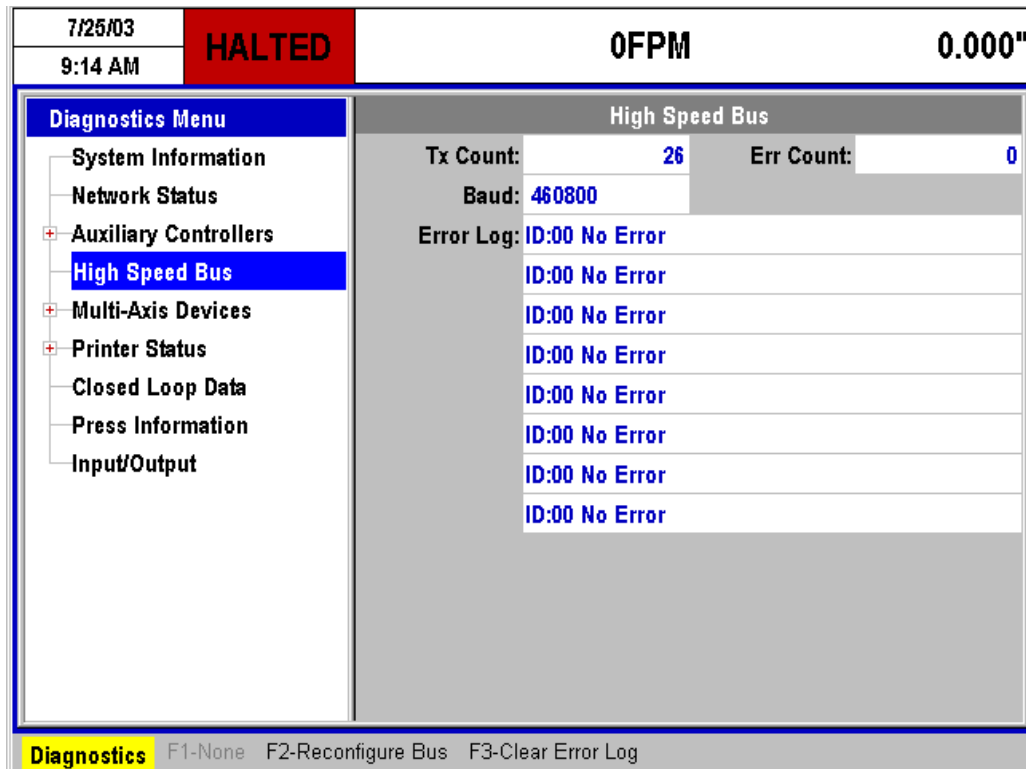 7/25/03
9:14 AM
HALTED
0FPM
0.000"
Diagnostics Menu
System Information
Network Status
Auxiliary Controllers
High Speed Bus
Multi-Axis Devices
Printer Status
Closed Loop Data
Press Information
Input/Output
High Speed Bus
Tx Count: 26 Err Count: 0
Baud: 460800
Error Log: ID:00 No Error
ID:00 No Error
ID:00 No Error
ID:00 No Error
ID:00 No Error
ID:00 No Error
ID:00 No Error
ID:00 No Error
Diagnostics F1-None F2-Reconfigure Bus F3-Clear Error Log